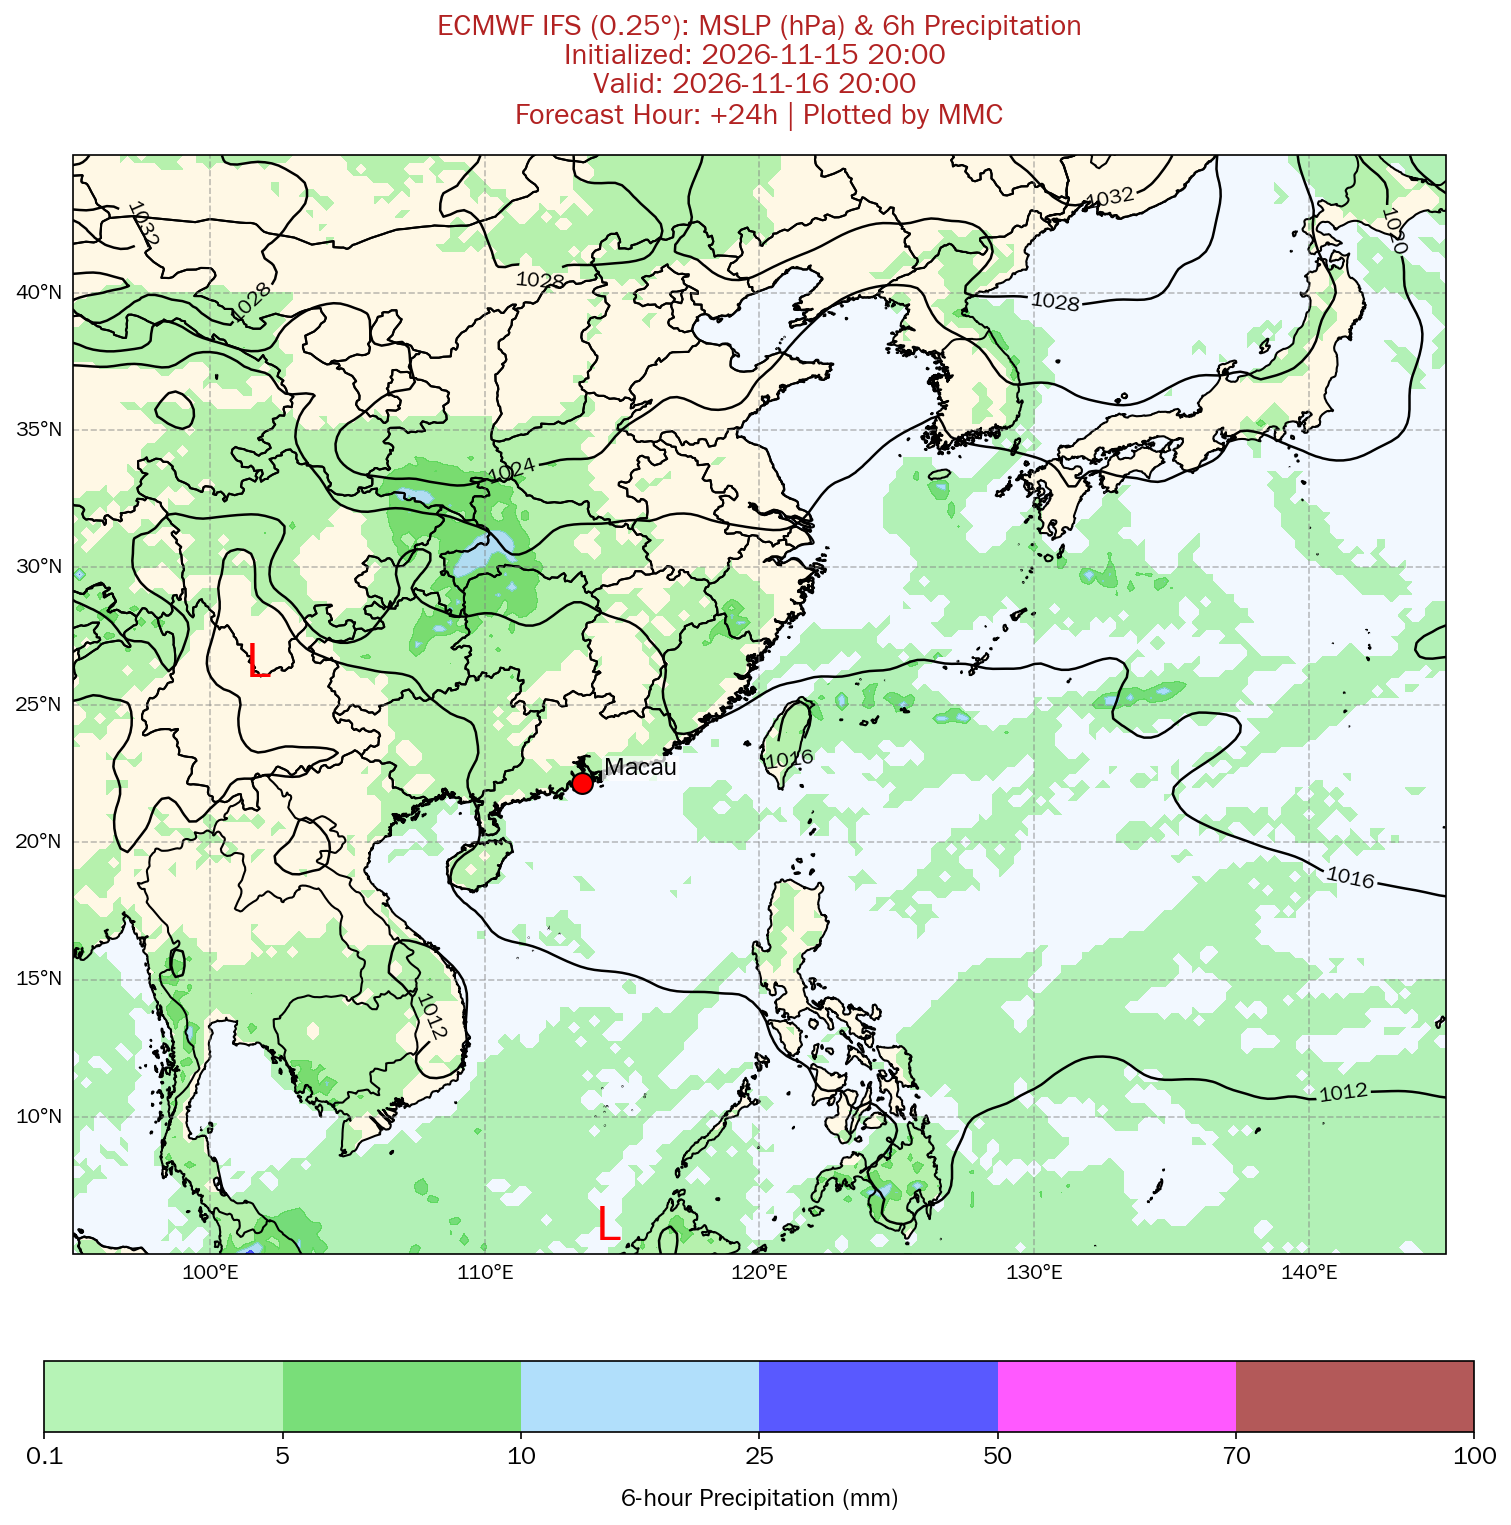 ECMWF IFS (0.25°): MSLP (hPa) & 6h Precipitation
Initialized: 2026-11-15 20:00
Valid: 2026-11-16 20:00
Forecast Hour: +24h | Plotted by MMC
1032
1032
1020
1028
1028
1028
40°N
35°N
1024
30°N
L
25°N
1016
Macau
20°N
1016
15°N
1012
1012
10°N
L
100°E
110°E
120°E
130°E
140°E
0.1
5
10
25
50
70
100
6-hour Precipitation (mm)